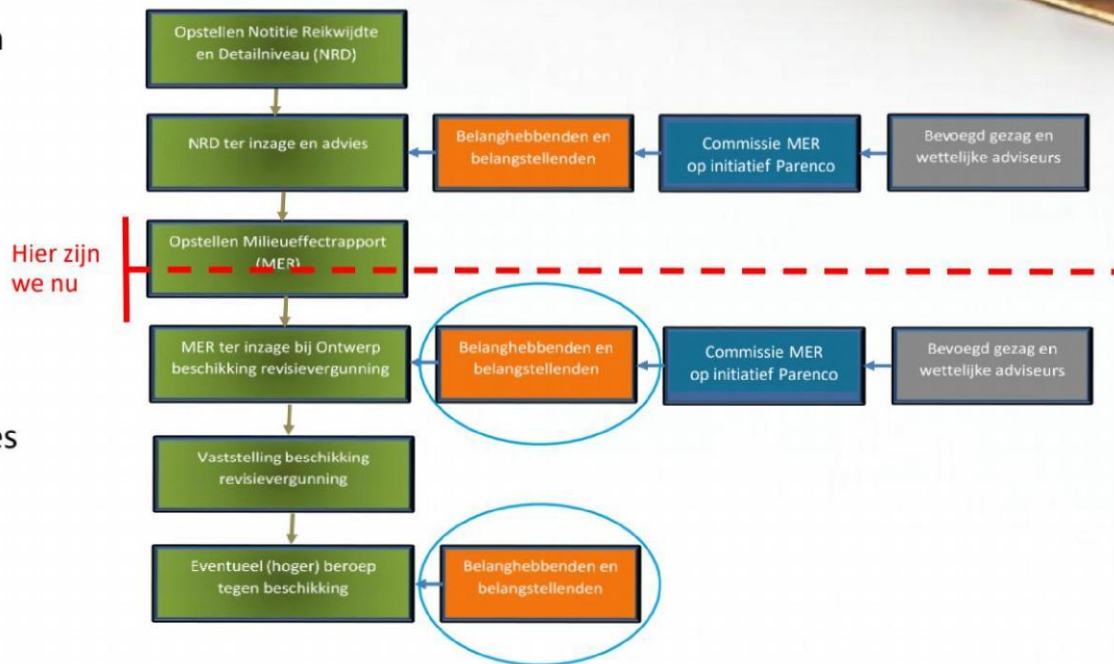 Opstellen Notitie Reikwijdte
en Detailniveau (NRD)
NRD ter inzage en advies
Belanghebbenden en
belangstellenden
Commissie MER
op initiatief Parenco
Bevoegd gezag en
wettelijke adviseurs
Hier zijn
we nu
Opstellen Milieueffectrapport
(MER)
MER ter inzage bij Ontwerp
beschikking revisievergunning
Belanghebbenden en
belangstellenden
Commissie MER
op initiatief Parenco
Bevoegd gezag en
wettelijke adviseurs
es
Vaststelling beschikking
revisievergunning
Eventueel (hoger) beroep
tegen beschikking
Belanghebbenden en
belangstellenden